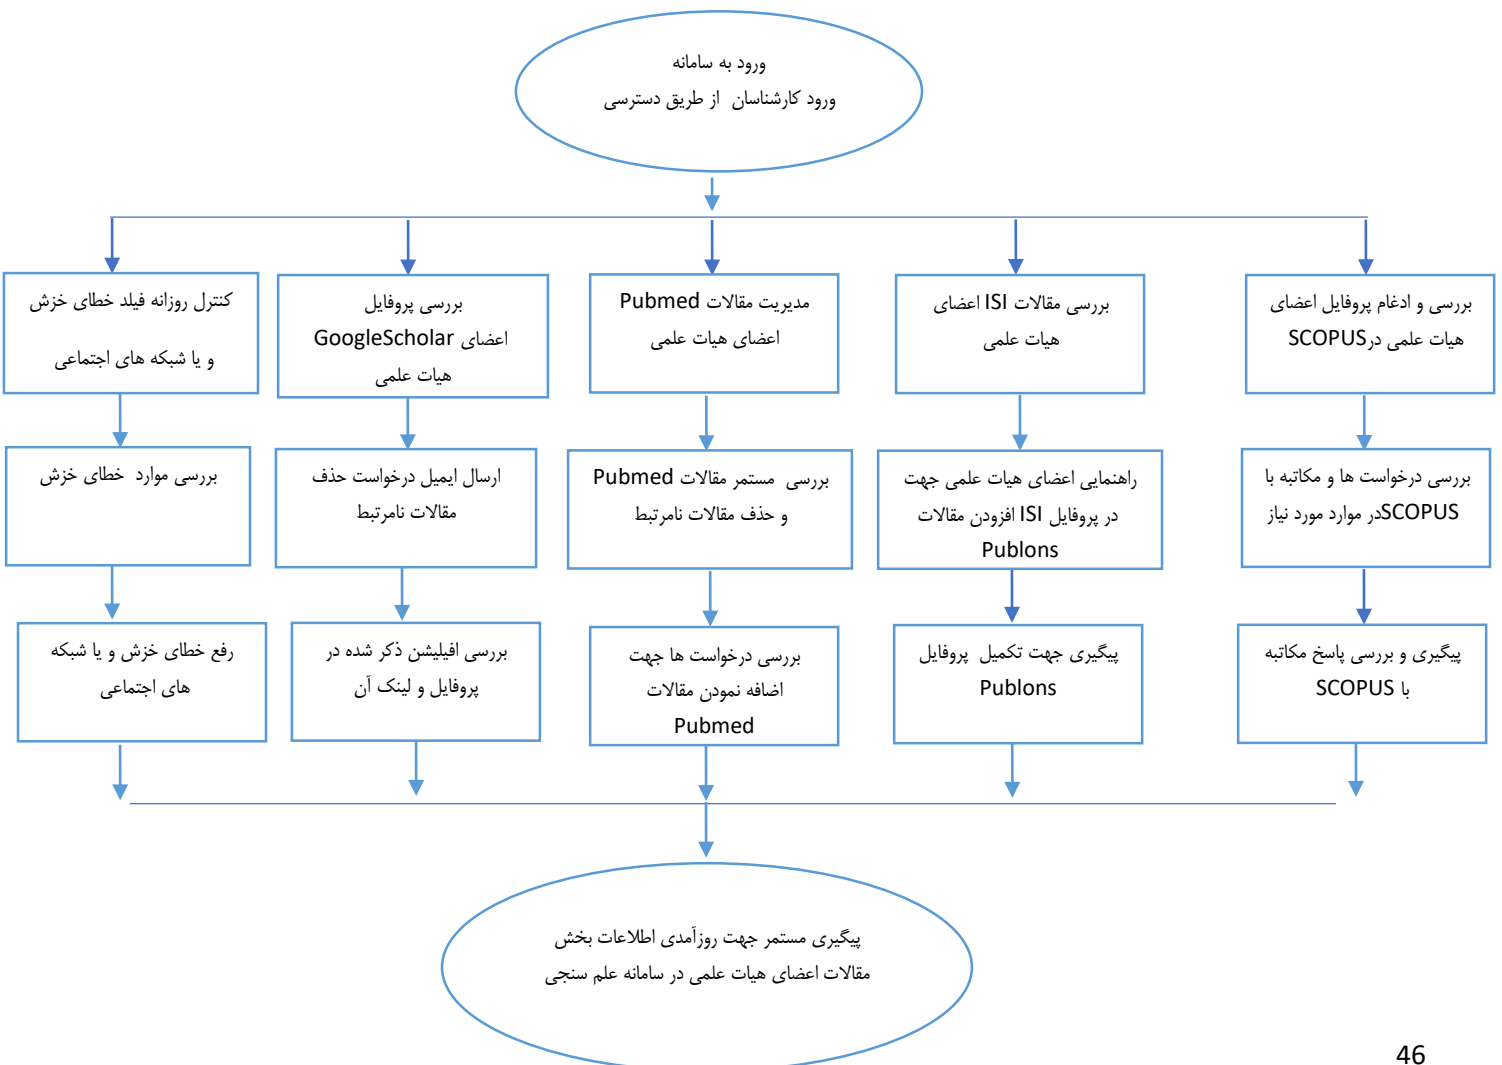 ورود به سامانه
ورود کارشناسان از طریق دسترسی
بررسی و ادغام پروفایل اعضای
هیات علمی درSCOPUS
بررسی مقالات ISI اعضای
هیات علمی
مدیریت مقالات Pubmed
اعضای هیات علمی
بررسی پروفایل
GoogleScholar اعضای
هیات علمی
کنترل روزانه فیلد خطای خزش
و یا شبکه های اجتماعی
بررسی درخواست ها و مکاتبه با
SCOPUSدر موارد مورد نیاز
راهنمایی اعضای هیات علمی جهت
افزودن مقالات ISI در پروفایل
Publons
بررسی مستمر مقالات Pubmed
و حذف مقالات نامرتبط
ارسال ایمیل درخواست حذف
مقالات نامرتبط
بررسی موارد خطای خزش
پیگیری و بررسی پاسخ مکاتبه
با SCOPUS
پیگیری جهت تکمیل پروفایل
Publons
بررسی درخواست ها جهت
اضافه نمودن مقالات
Pubmed
بررسی افیلیشن ذکر شده در
پروفایل و لینک آن
رفع خطای خزش و یا شبکه
های اجتماعی
پیگیری مستمر جهت روزآمدی اطلاعات بخش
مقالات اعضای هیات علمی در سامانه علم سنجی
46